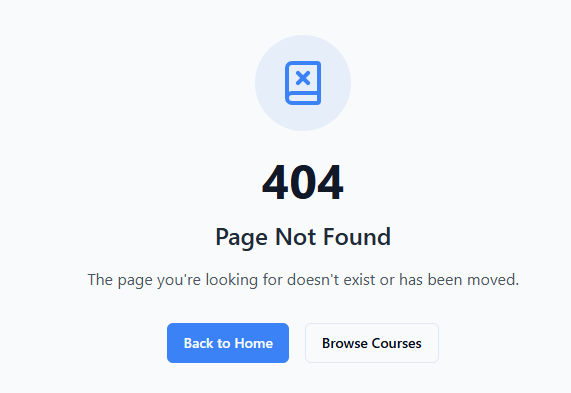 404
Page Not Found
The page you're looking for doesn't exist or has been moved.
Back to Home
Browse Courses